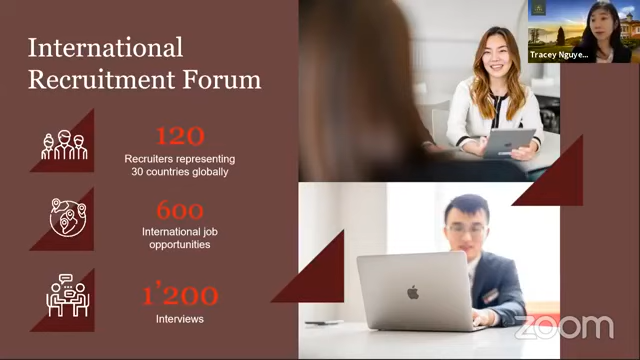 International
Recruitment Forum
120
Recruiters representing
30 countries globally
600
International job
opportunities
1'200
Interviews
Tracey Nguye...
zoom